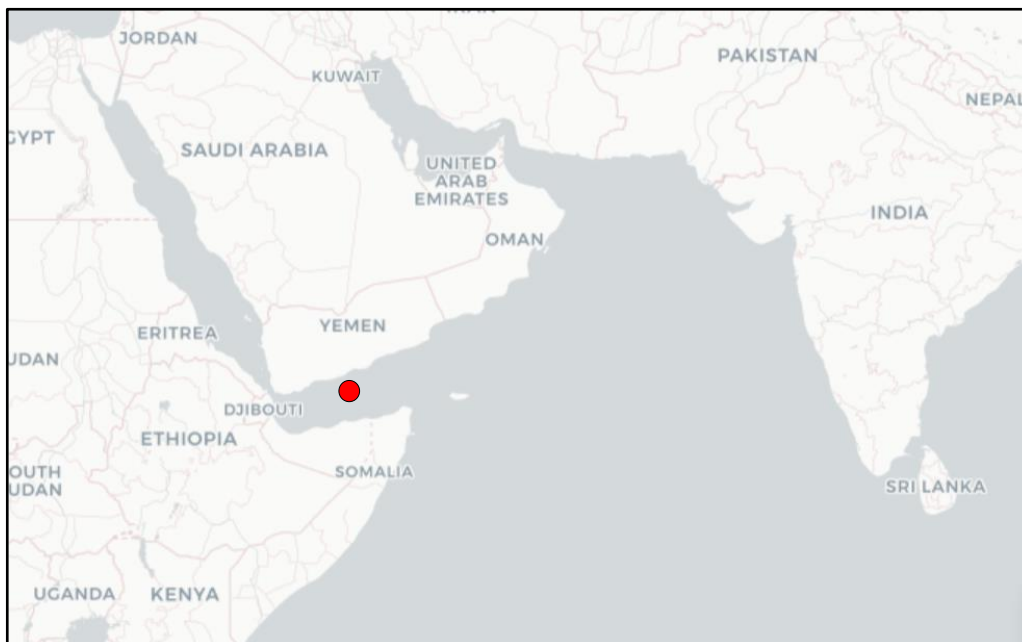 JORDAN
KUWAIT
PAKISTAN
NEPAL
GYPT
SAUDI ARABIA
UNITED
ARAB
EMIRATES
INDIA
OMAN
YEMEN
ERITREA
UDAN
DJIBOUTI
ETHIOPIA
OUTH
UDAN
SOMALIA
SRI LANKA
UGANDA
KENYA